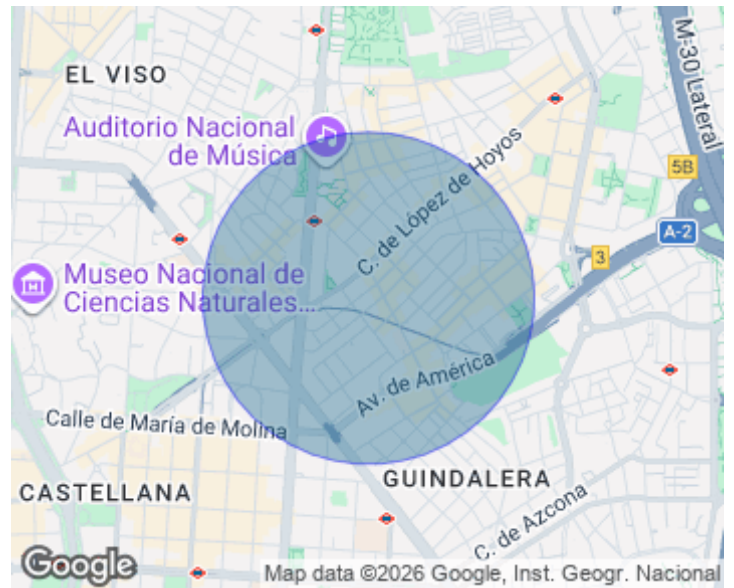 EL VISO
Auditorio Nacional
de Música
M-30 Lateral
5B
C. de López de Hoyos
A-2
3
Museo Nacional de
Ciencias Naturales...
Av. de América
Calle de María de Molina
GUINDALERA
CASTELLANA
C. de Azcona
Google
Map data ©2026 Google, Inst. Geogr. Nacional